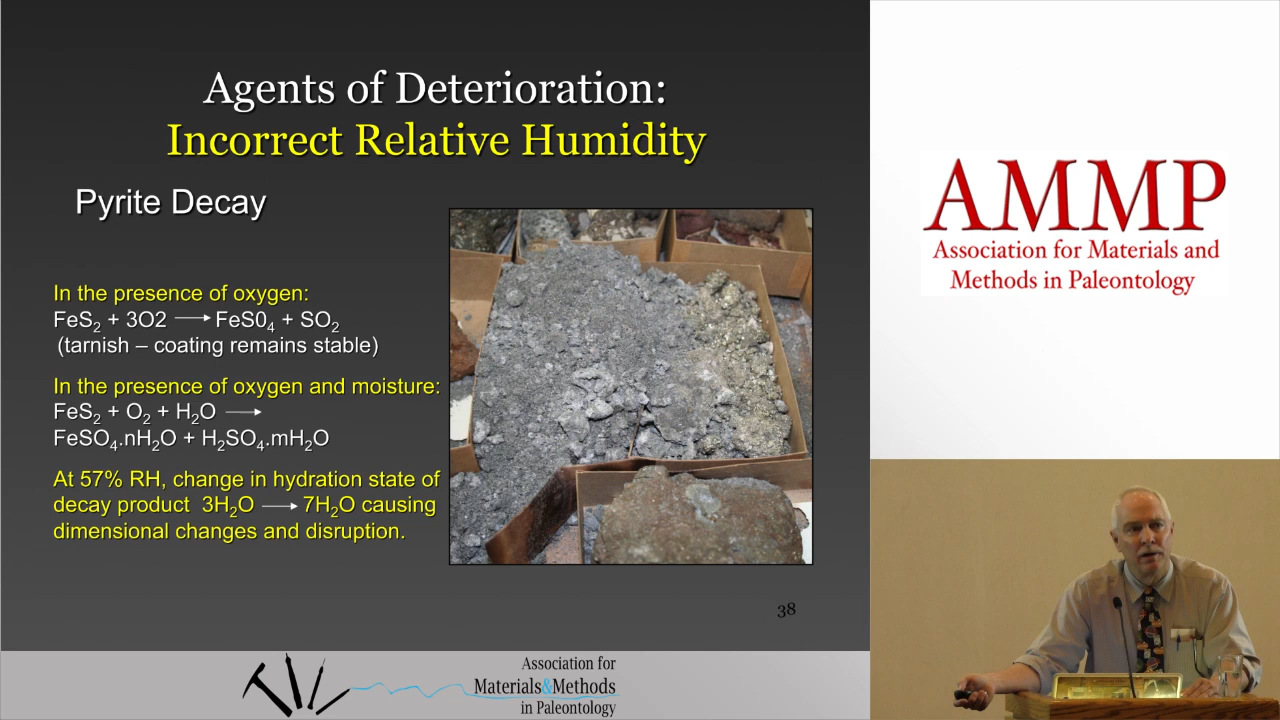 Agents of Deterioration:
Incorrect Relative Humidity
Pyrite Decay
In the presence of oxygen:
FeS₂ + 3O2 ⟶ FeS0₄ + SO₂
(tarnish – coating remains stable)
In the presence of oxygen and moisture:
FeS₂ + O₂ + H₂O ⟶
FeSO₄.nH₂O + H₂SO₄.mH₂O
At 57% RH, change in hydration state of
decay product 3H₂O ⟶ 7H₂O causing
dimensional changes and disruption.
38
Association for
Materials&Methods
in Paleontology
AMMP
Association for Materials and
Methods in Paleontology